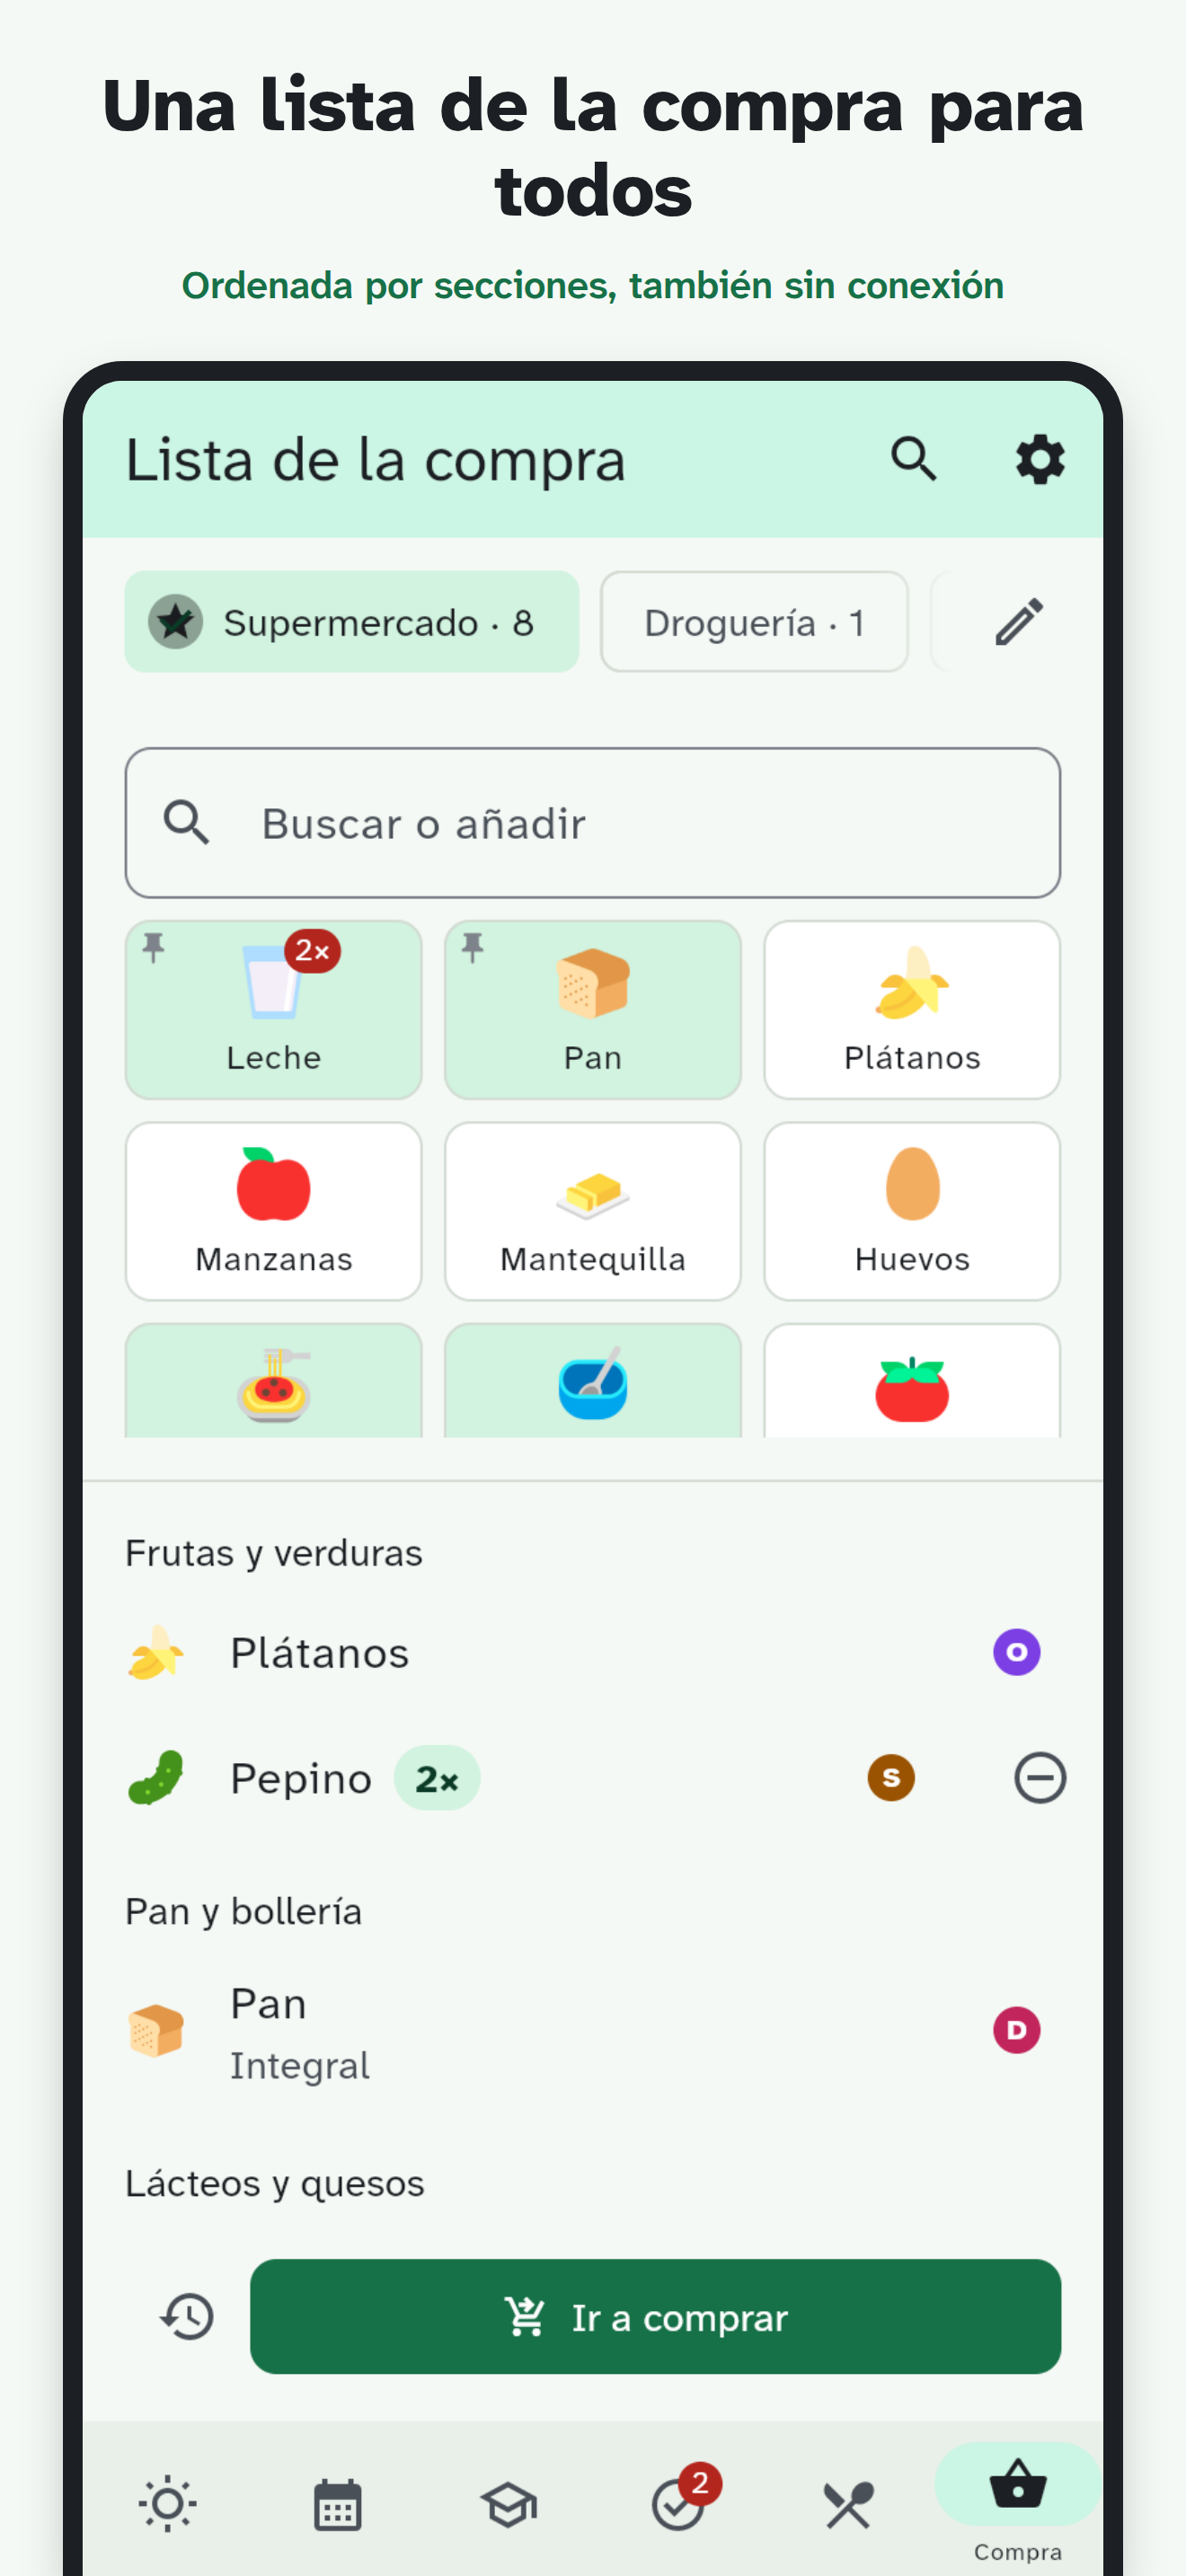 Una lista de la compra para
todos
Ordenada por secciones, también sin conexión
Lista de la compra
Supermercado · 8
Droguería · 1
Buscar o añadir
2×
Leche
Pan
Plátanos
Manzanas
Mantequilla
Huevos
Frutas y verduras
Plátanos
O
Pepino 2×
S
Pan y bollería
Pan
D
Integral
Lácteos y quesos
Ir a comprar
2
Compra